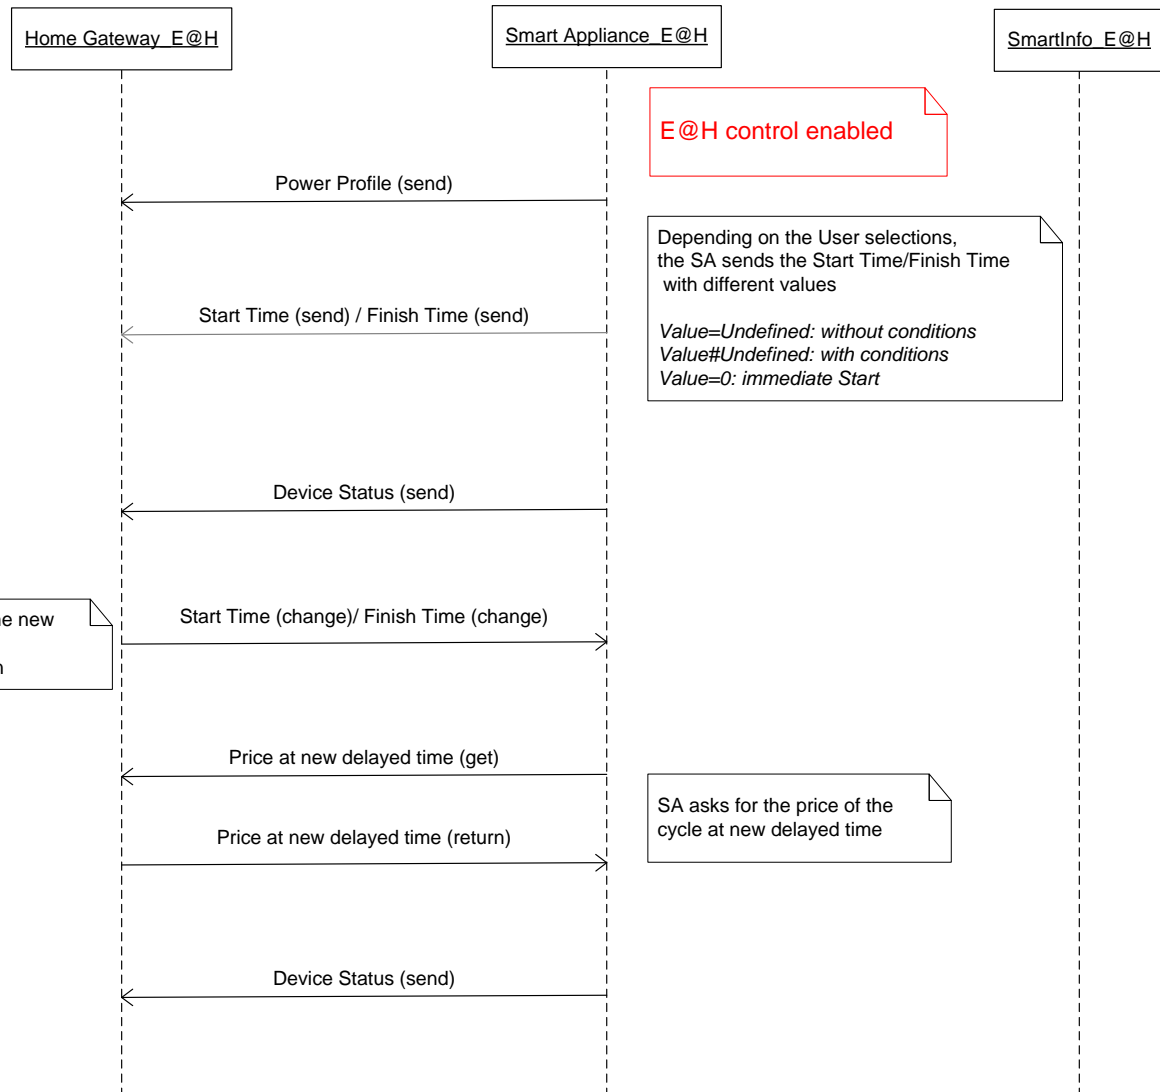 Home Gateway_E@H
Smart Appliance_E@H
SmartInfo_E@H
E@H control enabled
Power Profile (send)
Depending on the User selections,
the SA sends the Start Time/Finish Time
with different values
Value=Undefined: without conditions
Value#Undefined: with conditions
Value=0: immediate Start
Start Time (send) / Finish Time (send)
Device Status (send)
new
Start Time (change)/ Finish Time (change)
Price at new delayed time (get)
SA asks for the price of the
cycle at new delayed time
Price at new delayed time (return)
Device Status (send)